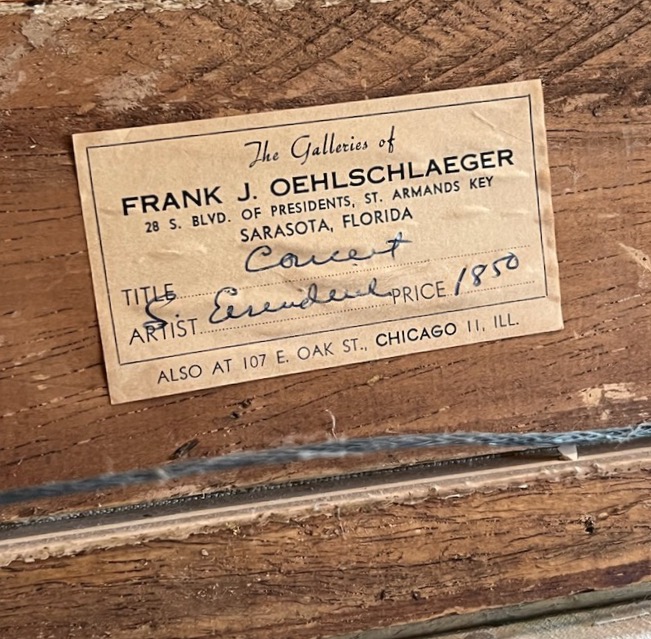 The Galleries of
FRANK J. OEHLSCHLAEGER
28 S. BLVD. OF PRESIDENTS, ST. ARMANDS KEY
SARASOTA, FLORIDA
TITLE Concert
ARTIST S. PRICE 1850
ALSO AT 107 E. OAK ST., CHICAGO 11, ILL.